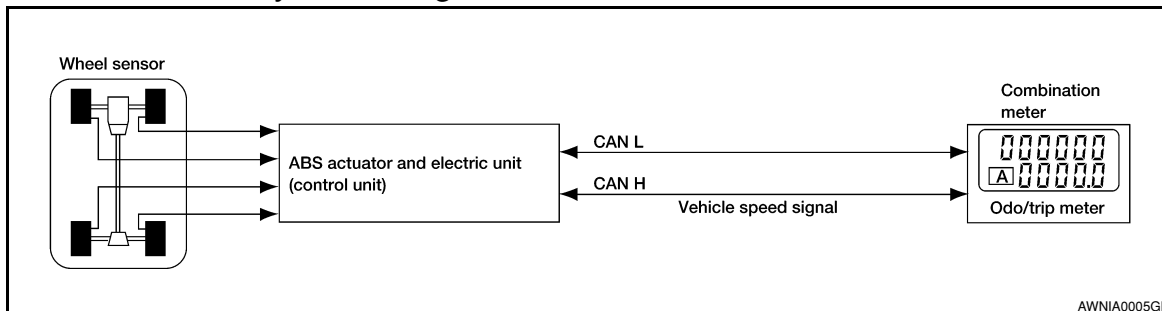 Wheel sensor
ABS actuator and electric unit
(control unit)
CAN L
CAN H
Vehicle speed signal
Combination
meter
000000
A 0000.0
Odo/trip meter